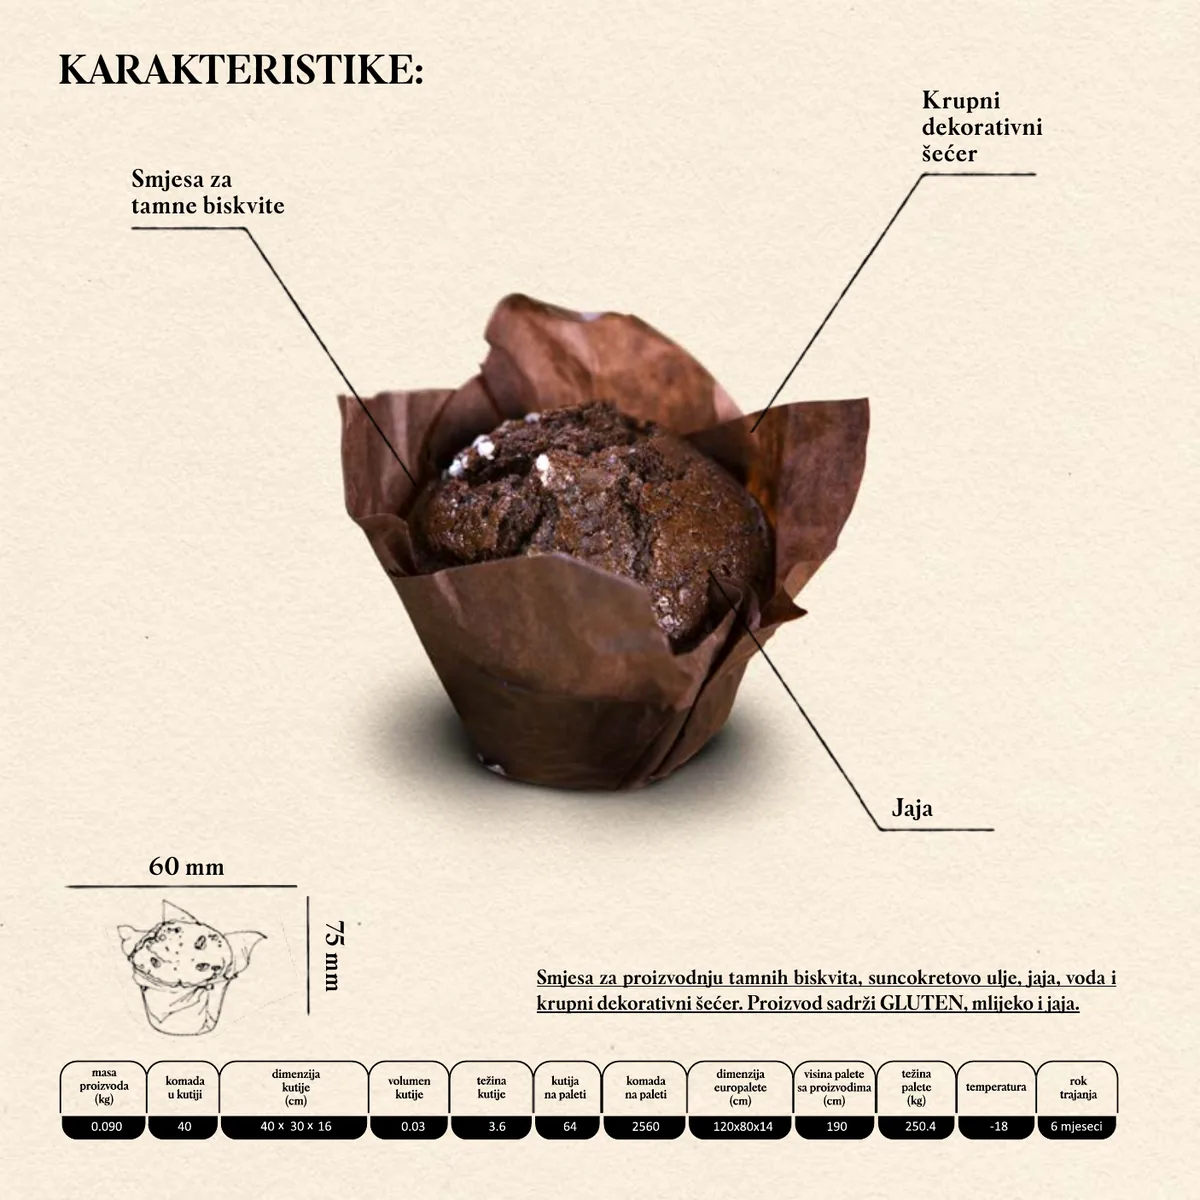 KARAKTERISTIKE:
Krupni
dekorativni
šećer
Smjesa za
tamne biskvite
Jaja
60 mm
75 mm
Smjesa za proizvodnju tamnih biskvita, suncokretovo ulje, jaja, voda i
krupni dekorativni šećer. Proizvod sadrži GLUTEN, mlijeko i jaja.
masa
proizvoda
(kg)
0.090
komada
u kutiji
40
dimenzija
kutije
(cm)
40 x 30 x 16
volumen
kutije
0.03
težina
kutije
3.6
kutija
na paleti
64
komada
na paleti
2560
dimenzija
europalete
(cm)
120x80x14
visina palete
sa proizvodima
(cm)
190
težina
palete
(kg)
250.4
temperatura
-18
rok
trajanja
6 mjeseci